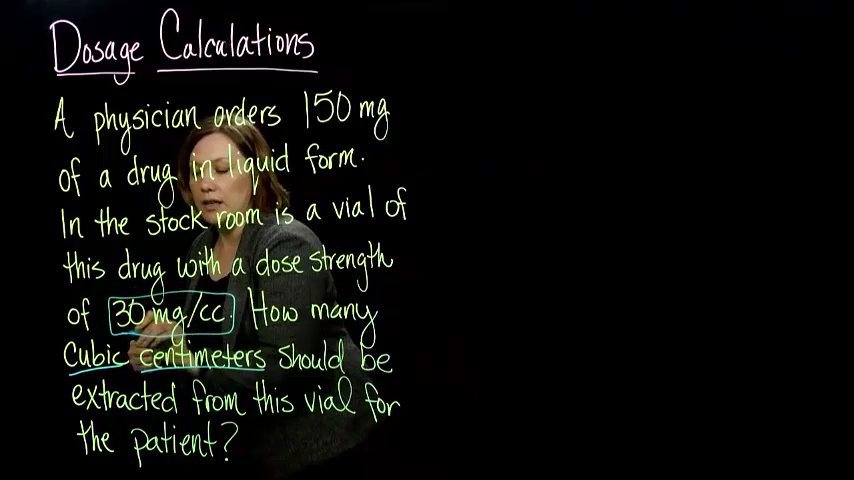 Dosage Calculations
A physician orders 150 mg
of a drug in liquid form.
In the stock room is a vial of
this drug with a dose strength
of 30 mg/cc. How many
cubic centimeters should be
extracted from this vial for
the patient?